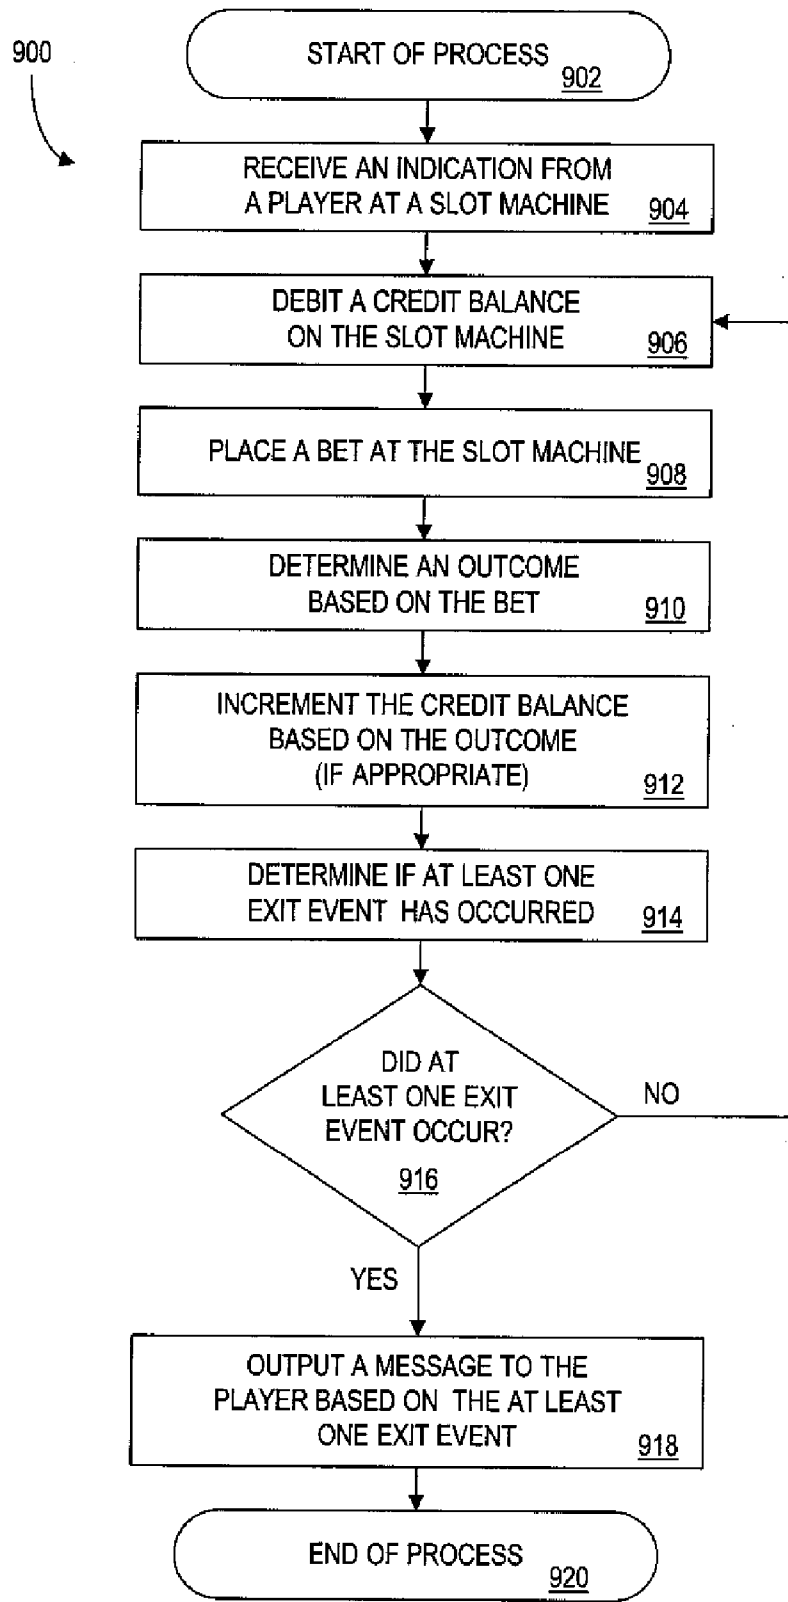 900
START OF PROCESS
902
RECEIVE AN INDICATION FROM
A PLAYER AT A SLOT MACHINE
904
DEBIT A CREDIT BALANCE
ON THE SLOT MACHINE
906
PLACE A BET AT THE SLOT MACHINE
908
DETERMINE AN OUTCOME
BASED ON THE BET
910
INCREMENT THE CREDIT BALANCE
BASED ON THE OUTCOME
(IF APPROPRIATE)
912
DETERMINE IF AT LEAST ONE
EXIT EVENT HAS OCCURRED
914
DID AT
LEAST ONE EXIT
EVENT OCCUR?
916
NO
YES
OUTPUT A MESSAGE TO THE
PLAYER BASED ON THE AT LEAST
ONE EXIT EVENT
918
END OF PROCESS
920